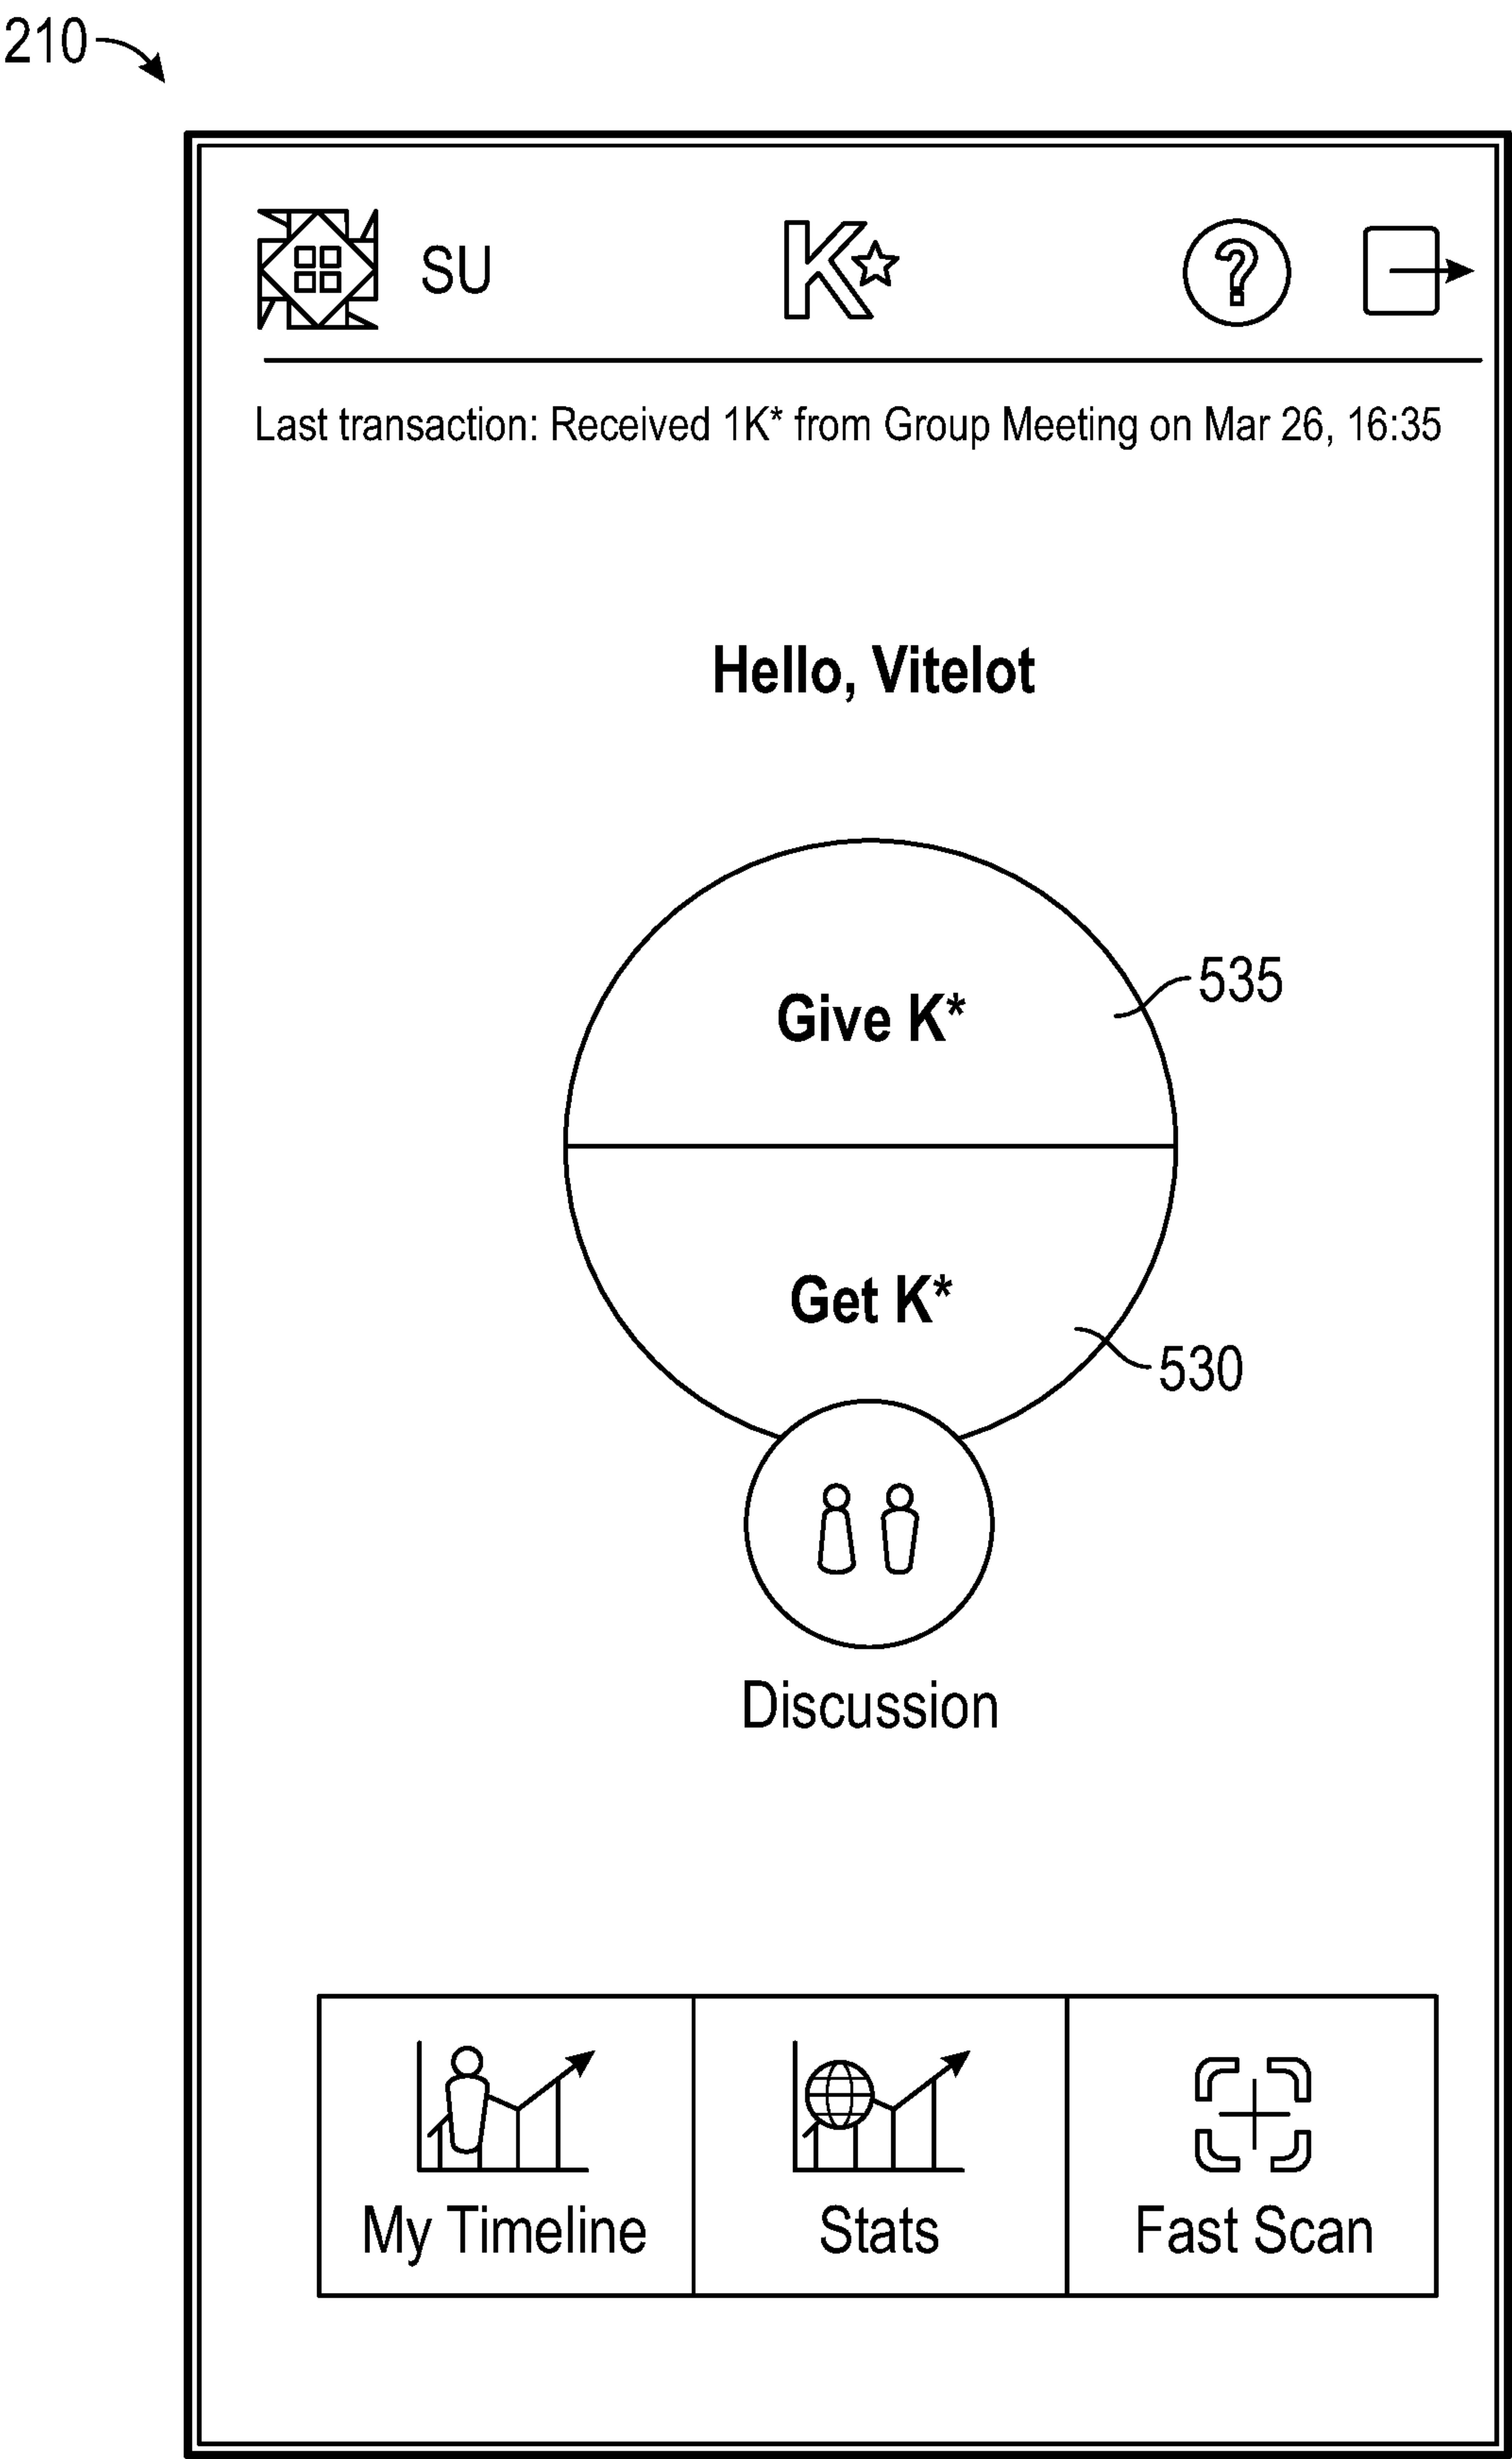 210
SU K ?
Last transaction: Received 1K* from Group Meeting on Mar 26, 16:35
Hello, Vitelot
535
Give K*
Get K*
530
Discussion
My Timeline Stats Fast Scan